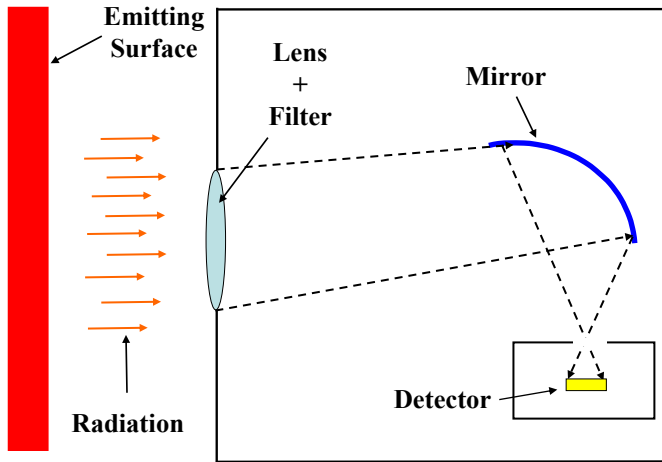 Emitting
Surface
Lens
+
Filter
Mirror
Detector
Radiation